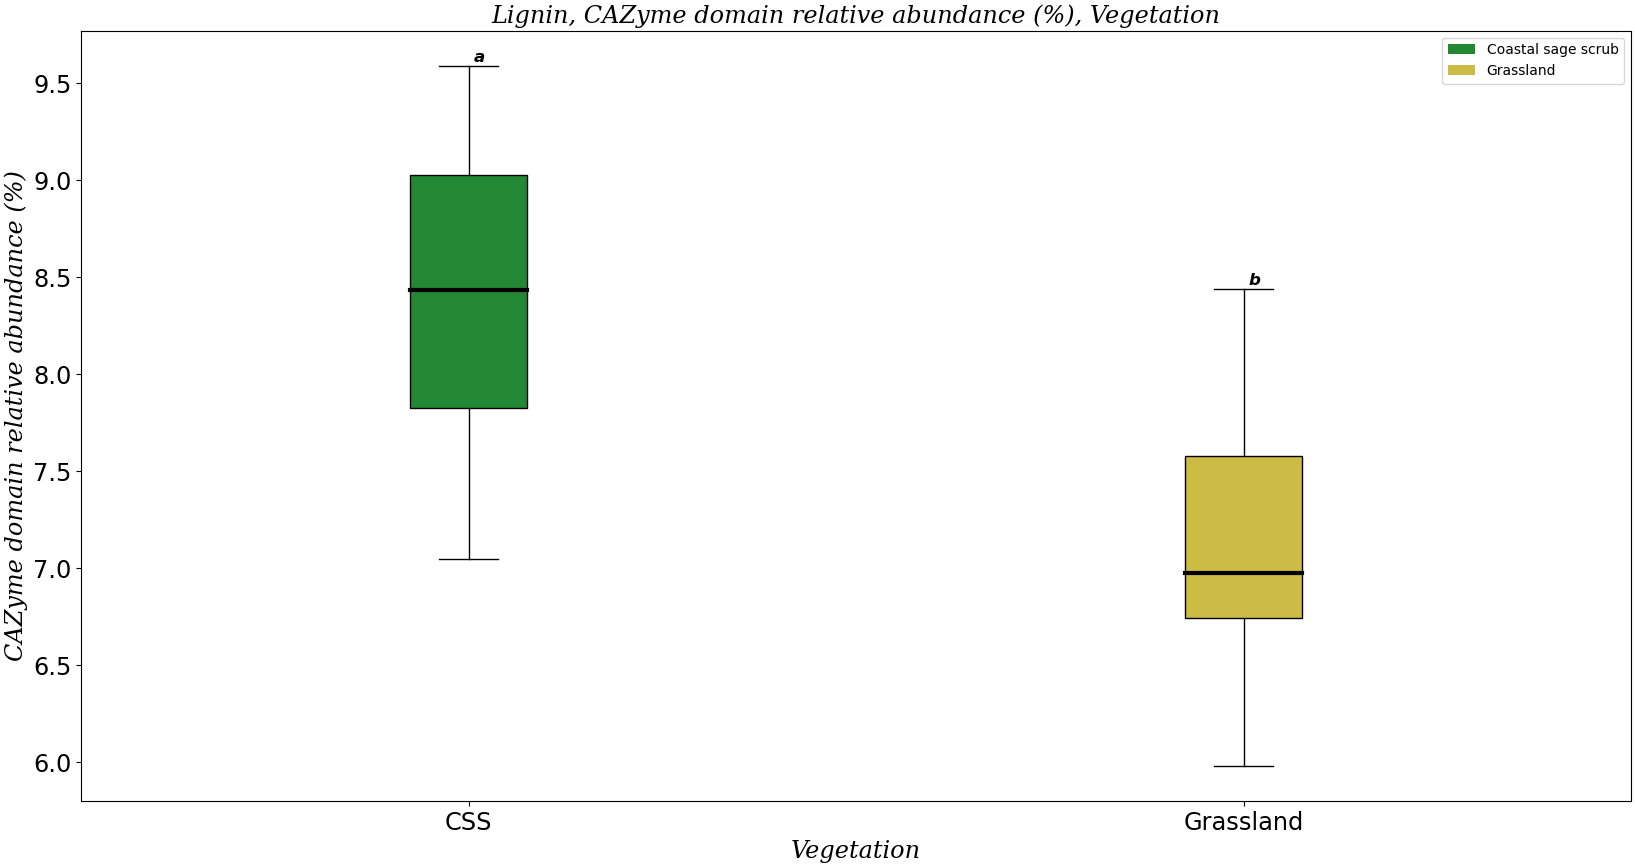 Lignin, CAZyme domain relative abundance (%), Vegetation
a
Coastal sage scrub
Grassland
9.5
9.0
8.5
b
8.0
7.5
7.0
6.5
6.0
CAZyme domain relative abundance (%)
CSS
Grassland
Vegetation